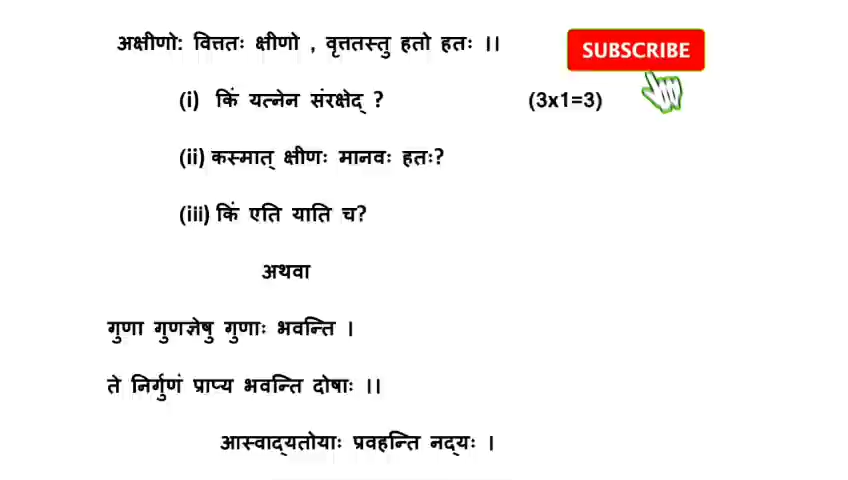 अक्षीणो: वित्ततः क्षीणो , वृत्ततस्तु हतो हतः ।।
SUBSCRIBE
(i) किं यत्नेन संरक्षेद् ? (3x1=3)
(ii) कस्मात् क्षीणः मानवः हतः?
(iii) किं एति याति च?
अथवा
गुणा गुणज्ञेषु गुणाः भवन्ति ।
ते निर्गुणं प्राप्य भवन्ति दोषाः ।।
आस्वाद्यतोयाः प्रवहन्ति नद्यः ।